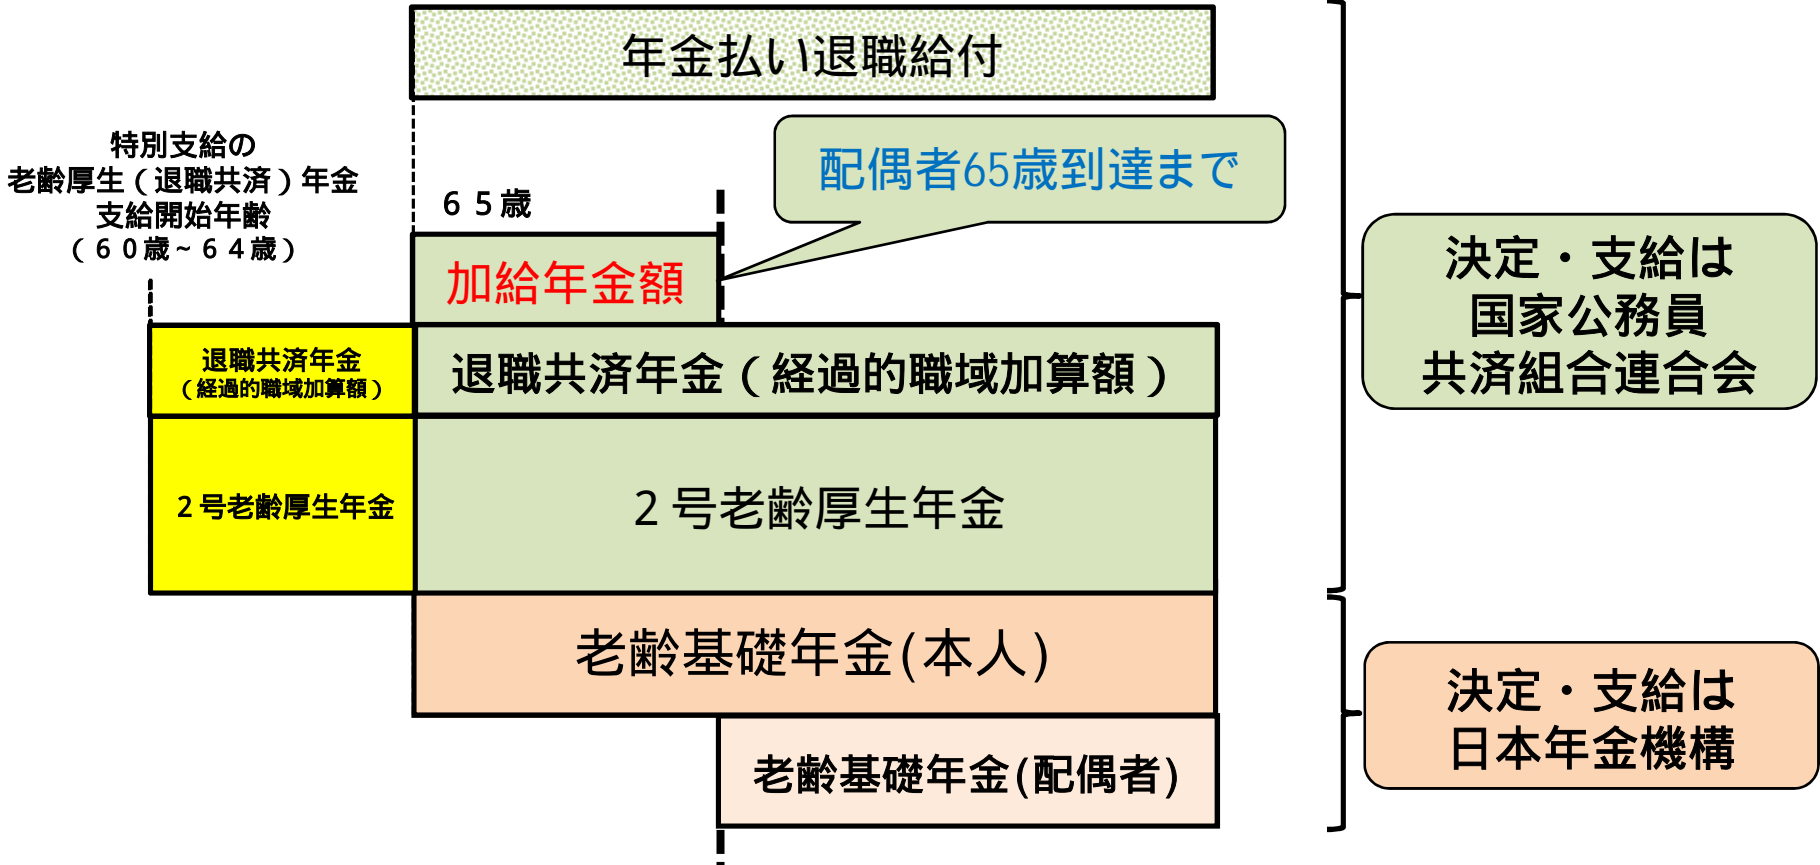 年金払い退職給付
配偶者65歳到達まで
特別支給の
老齢厚生（退職共済）年金
支給開始年齢
（６０歳~６４歳）
６５歳
加給年金額
決定・支給は
国家公務員
共済組合連合会
退職共済年金
（経過的職域加算額）
退職共済年金（経過的職域加算額）
２号老齢厚生年金
２号老齢厚生年金
老齢基礎年金(本人)
決定・支給は
日本年金機構
老齢基礎年金(配偶者)